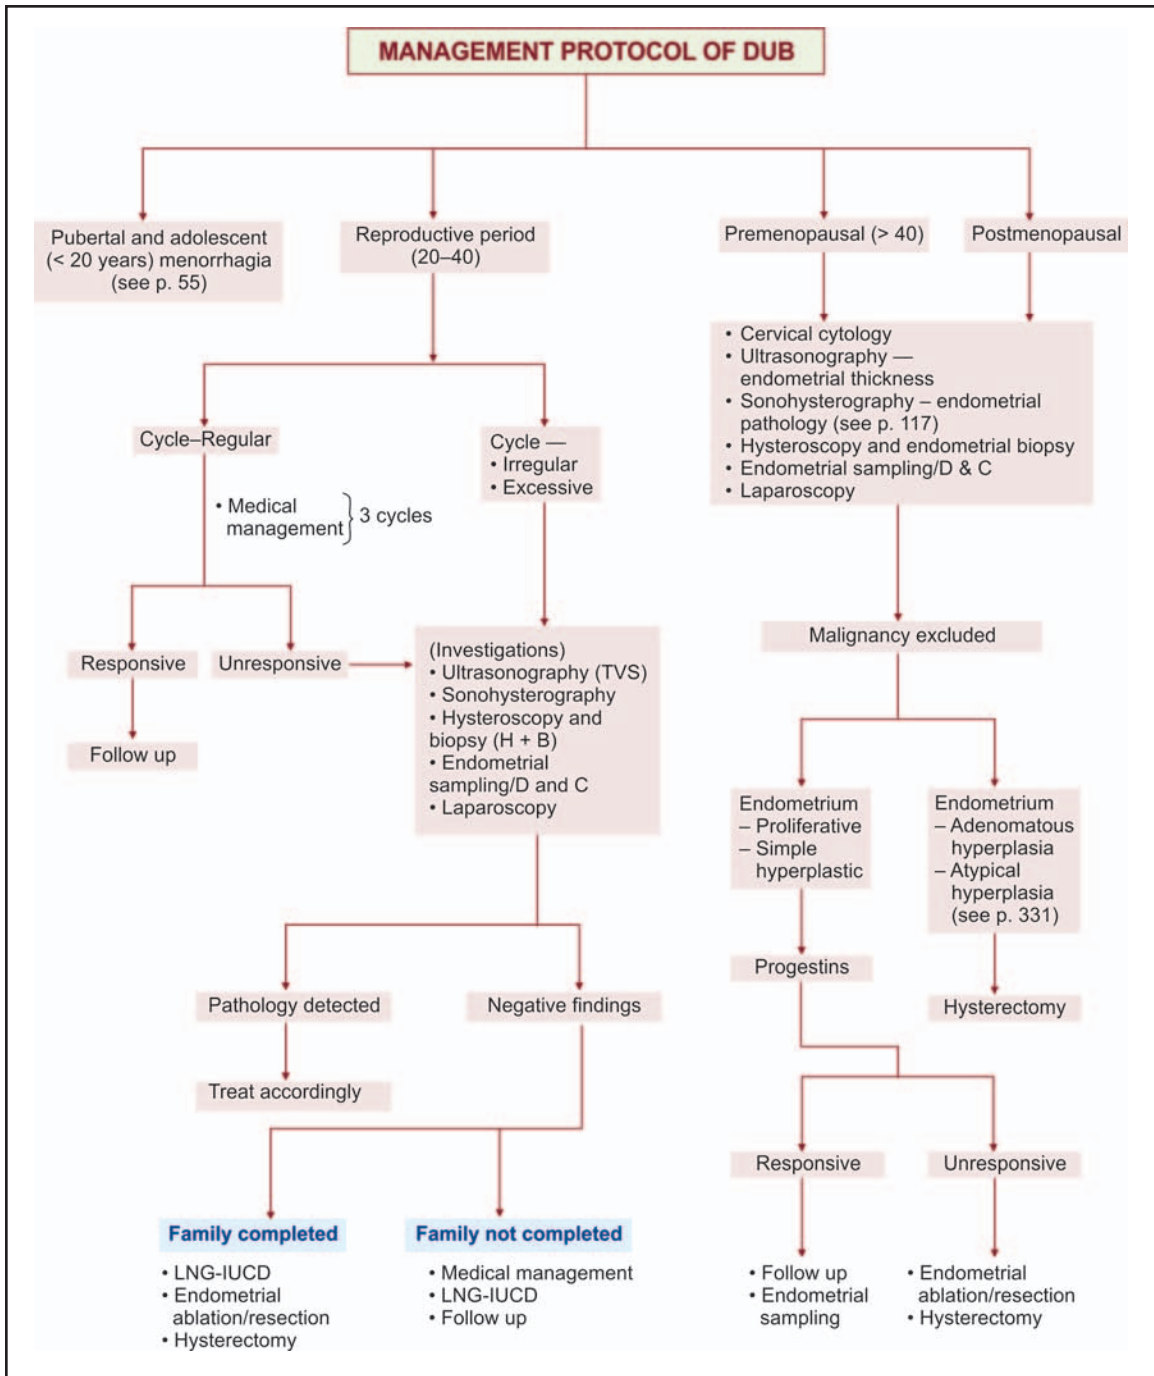 MANAGEMENT PROTOCOL OF DUB
Pubertal and adolescent
(< 20 years) menorrhagia
(see p. 55)
Reproductive period
(20–40)
Premenopausal (> 40)
Postmenopausal
Cycle–Regular
Cycle —
• Irregular
• Excessive
• Medical
management
3 cycles
• Cervical cytology
• Ultrasonography —
endometrial thickness
• Sonohysterography – endometrial
pathology (see p. 117)
• Hysteroscopy and endometrial biopsy
• Endometrial sampling/D & C
• Laparoscopy
Responsive
Unresponsive
Follow up
(Investigations)
• Ultrasonography (TVS)
• Sonohysterography
• Hysteroscopy and
biopsy (H + B)
• Endometrial
sampling/D and C
• Laparoscopy
Malignancy excluded
Endometrium
– Proliferative
– Simple
hyperplastic
Endometrium
– Adenomatous
hyperplasia
– Atypical
hyperplasia
(see p. 331)
Progestins
Hysterectomy
Pathology detected
Negative findings
Treat accordingly
Responsive
Unresponsive
Family completed
• LNG-IUCD
• Endometrial
ablation/resection
• Hysterectomy
Family not completed
• Medical management
• LNG-IUCD
• Follow up
• Follow up
• Endometrial
sampling
• Endometrial
ablation/resection
• Hysterectomy